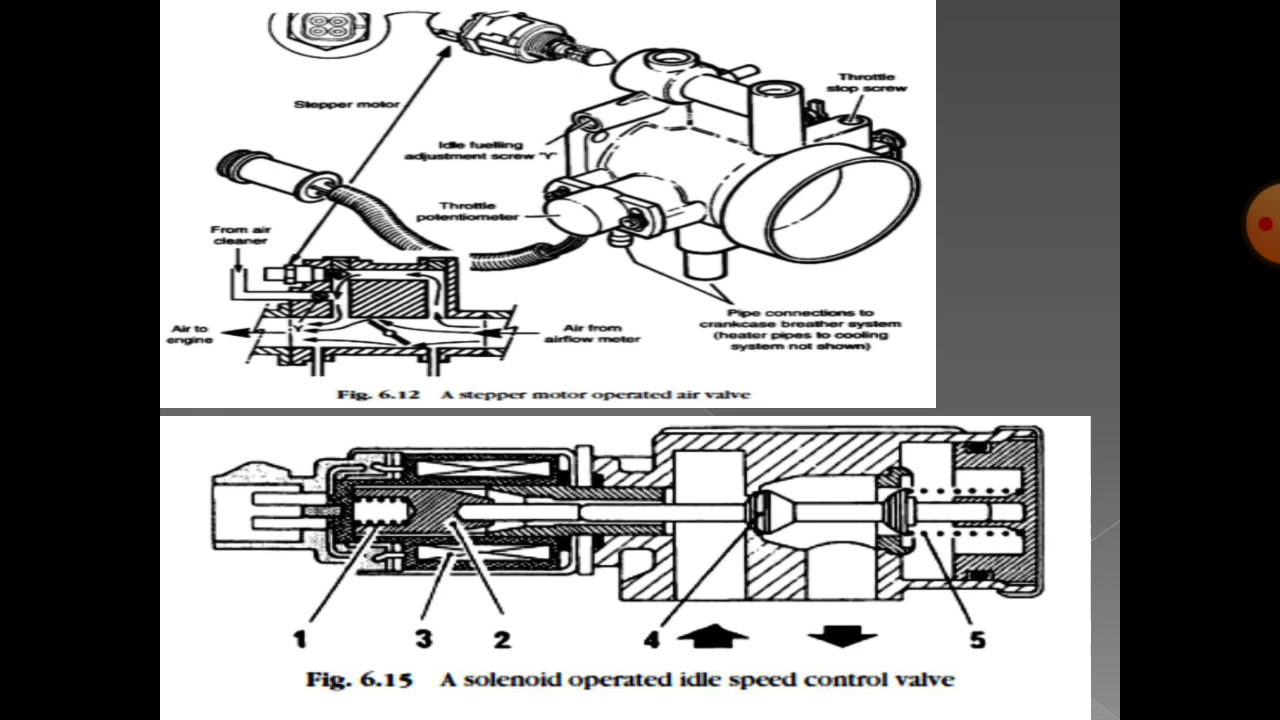 Throttle
stop screw
Stepper motor
Idle fuelling
adjustment screw 'Y'
Throttle
potentiometer
From air
cleaner
Air to
engine
Y
Air from
airflow meter
Pipe connections to
crankcase breather system
(heater pipes to cooling
system not shown)
Fig. 6.12 A stepper motor operated air valve
1 3 2 4 5
Fig. 6.15 A solenoid operated idle speed control valve